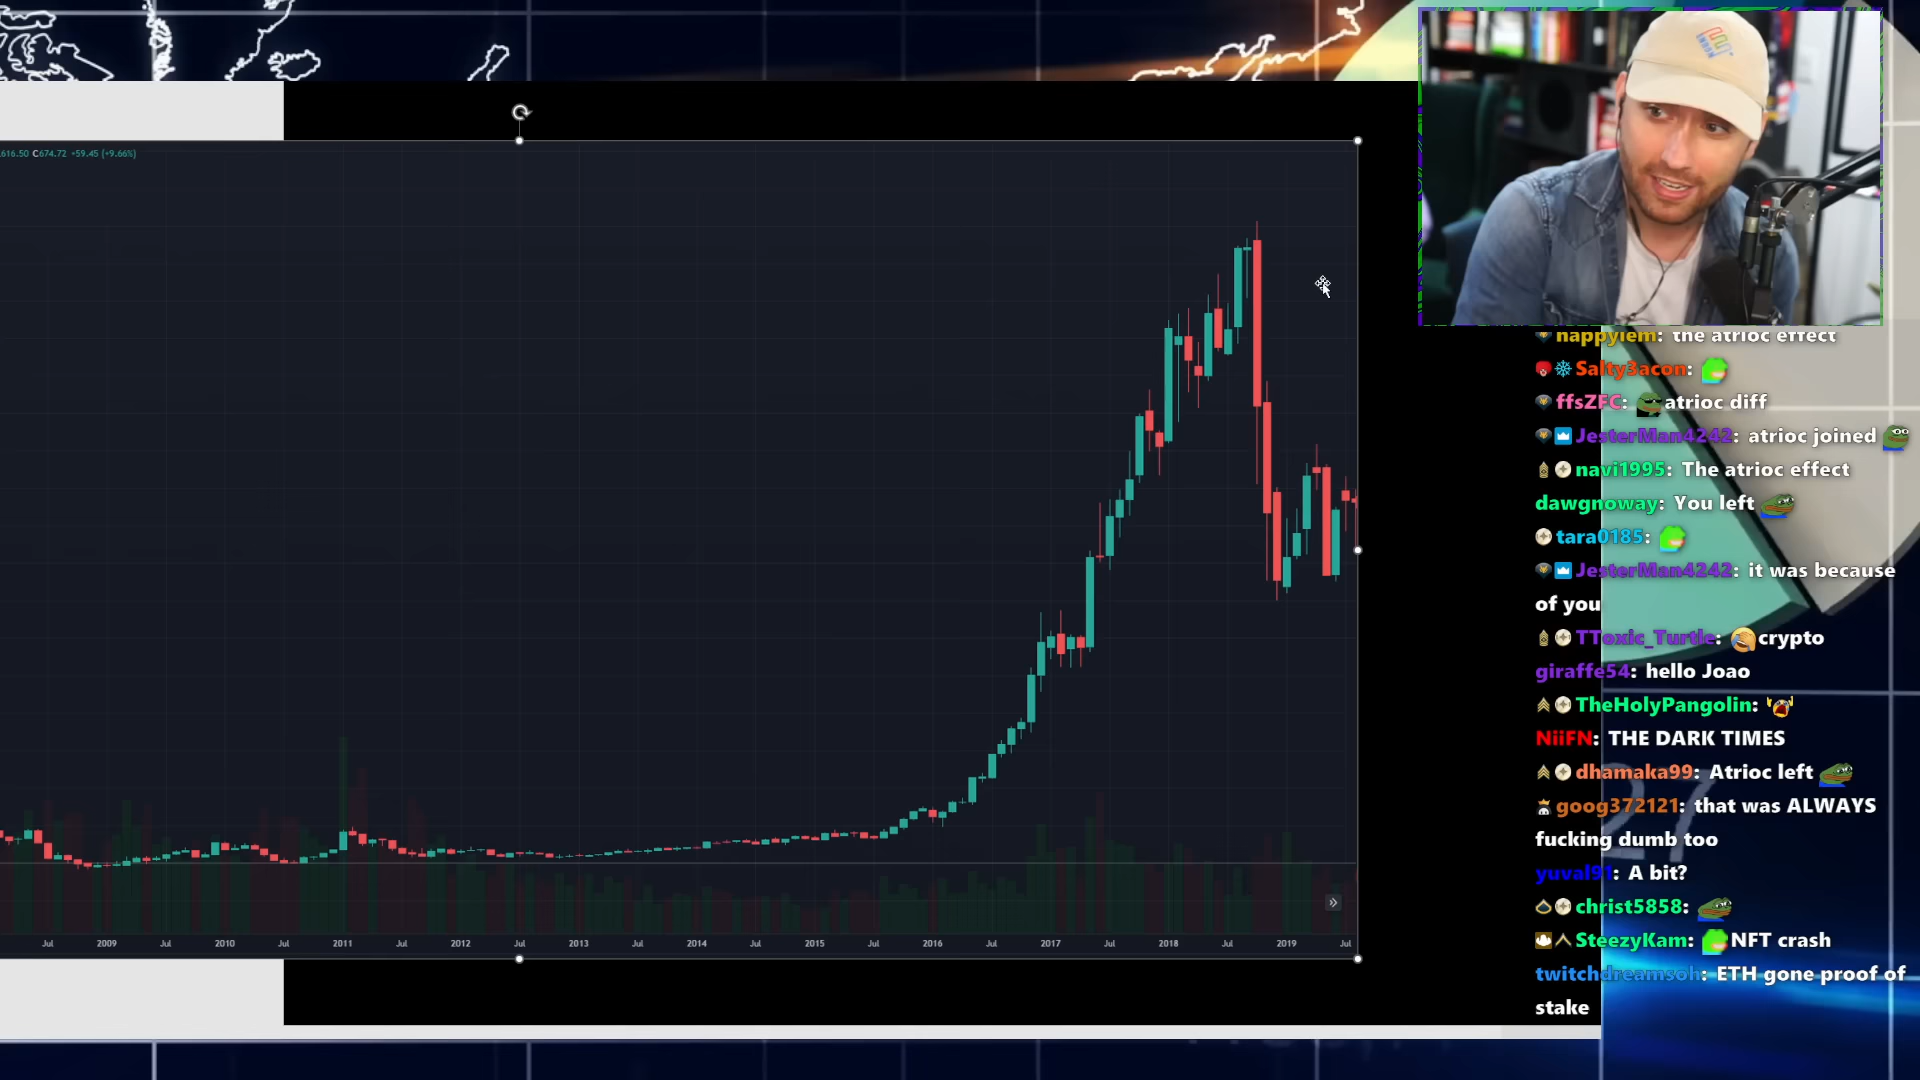 616.50 C674.72 +59.45 (+9.66%)
Jul 2009 Jul 2010 Jul 2011 Jul 2012 Jul 2013 Jul 2014 Jul 2015 Jul 2016 Jul 2017 Jul 2018 Jul 2019 Jul
happylem: the atrioc effect
Salty3acon:
ffsZFC: atrioc diff
JesterMan4242: atrioc joined
navi1995: The atrioc effect
dawgnoway: You left
tara0185:
JesterMan4242: it was because
of you
TToxic_Turtle: crypto
giraffe54: hello Joao
TheHolyPangolin:
NiiFN: THE DARK TIMES
dhamaka99: Atrioc left
goog372121: that was ALWAYS
fucking dumb too
yuval91: A bit?
christ5858:
SteezyKam: NFT crash
twitchdreamsoh: ETH gone proof of
stake
27